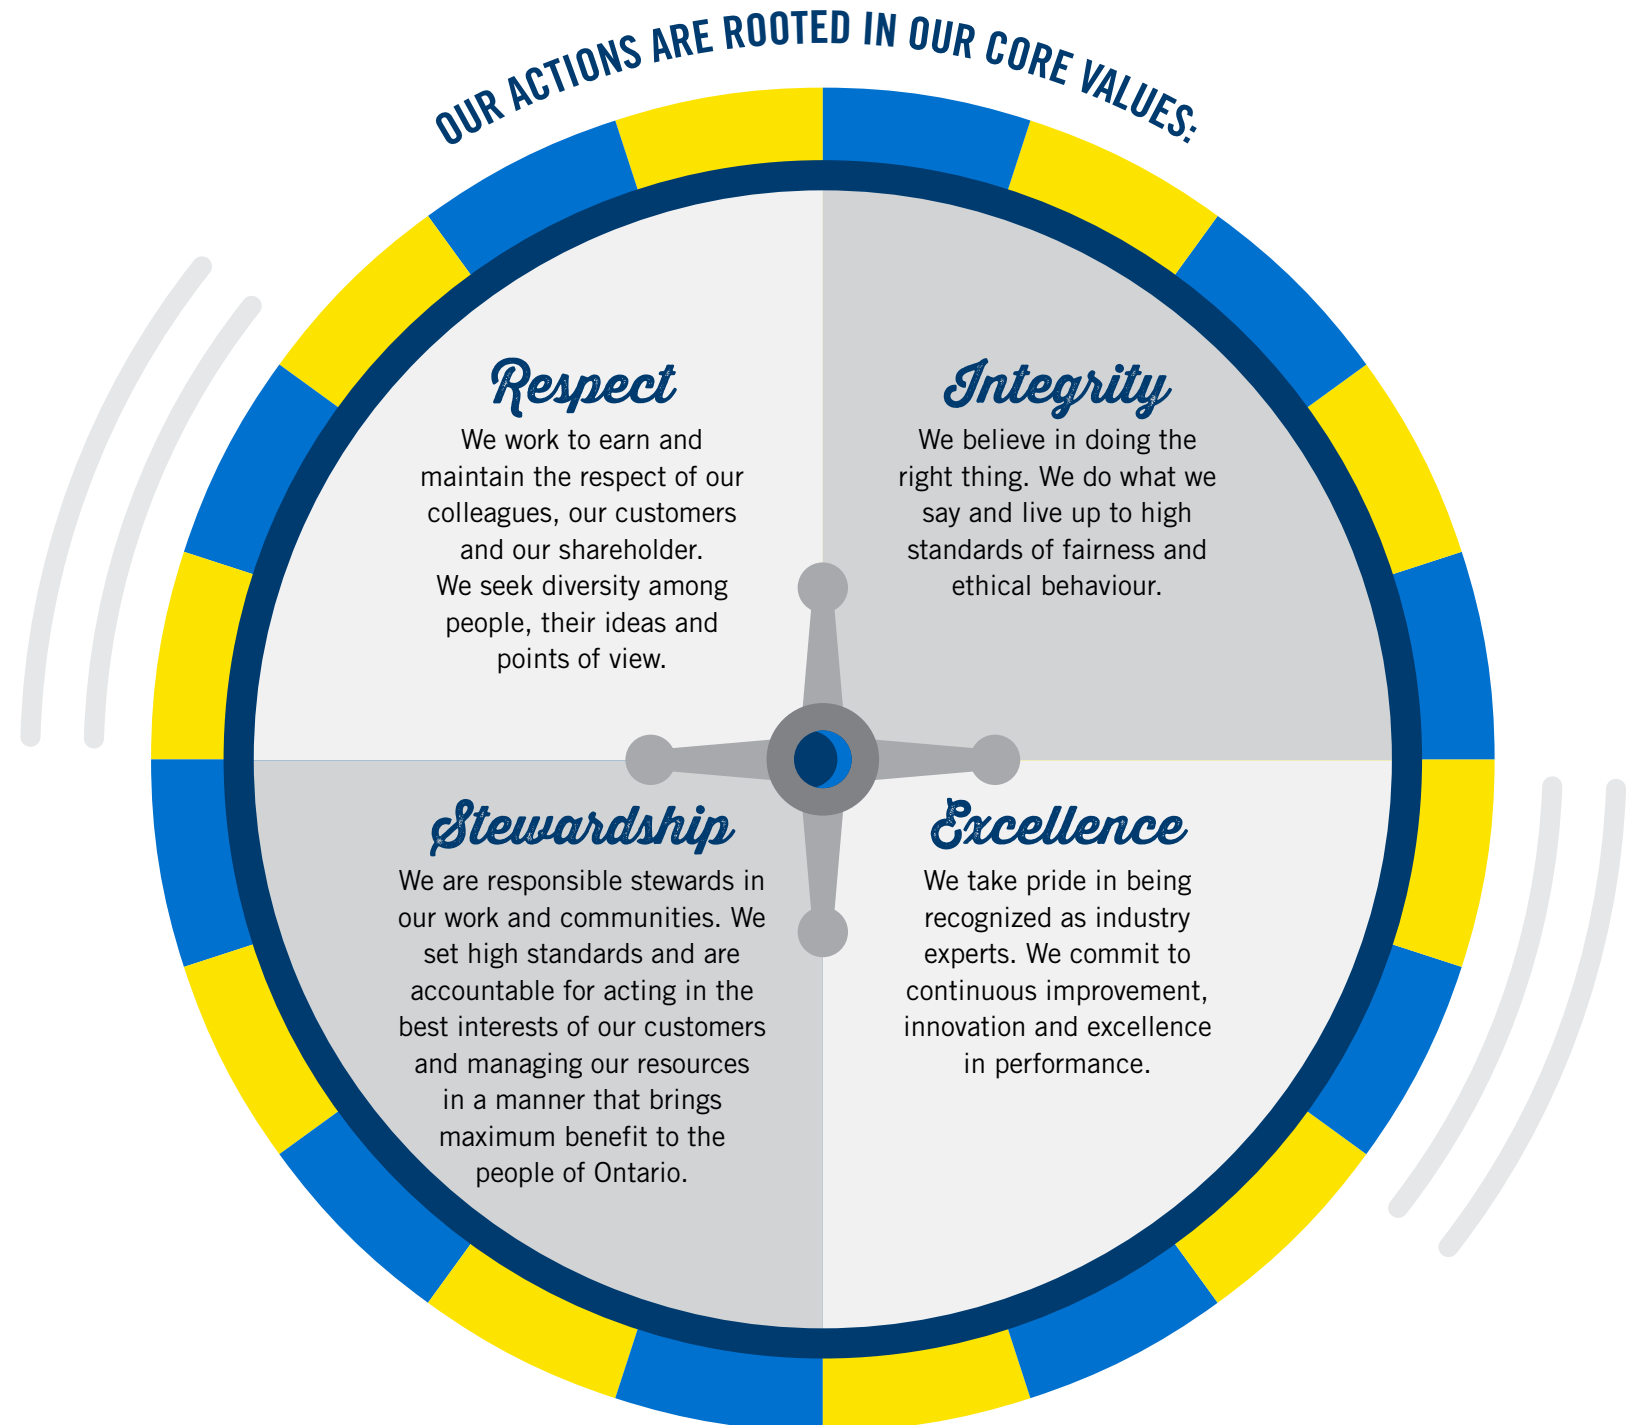 OUR ACTIONS ARE ROOTED IN OUR CORE VALUES:
Respect
We work to earn and
maintain the respect of our
colleagues, our customers
and our shareholder.
We seek diversity among
people, their ideas and
points of view.
Integrity
We believe in doing the
right thing. We do what we
say and live up to high
standards of fairness and
ethical behaviour.
Stewardship
We are responsible stewards in
our work and communities. We
set high standards and are
accountable for acting in the
best interests of our customers
and managing our resources
in a manner that brings
maximum benefit to the
people of Ontario.
Excellence
We take pride in being
recognized as industry
experts. We commit to
continuous improvement,
innovation and excellence
in performance.